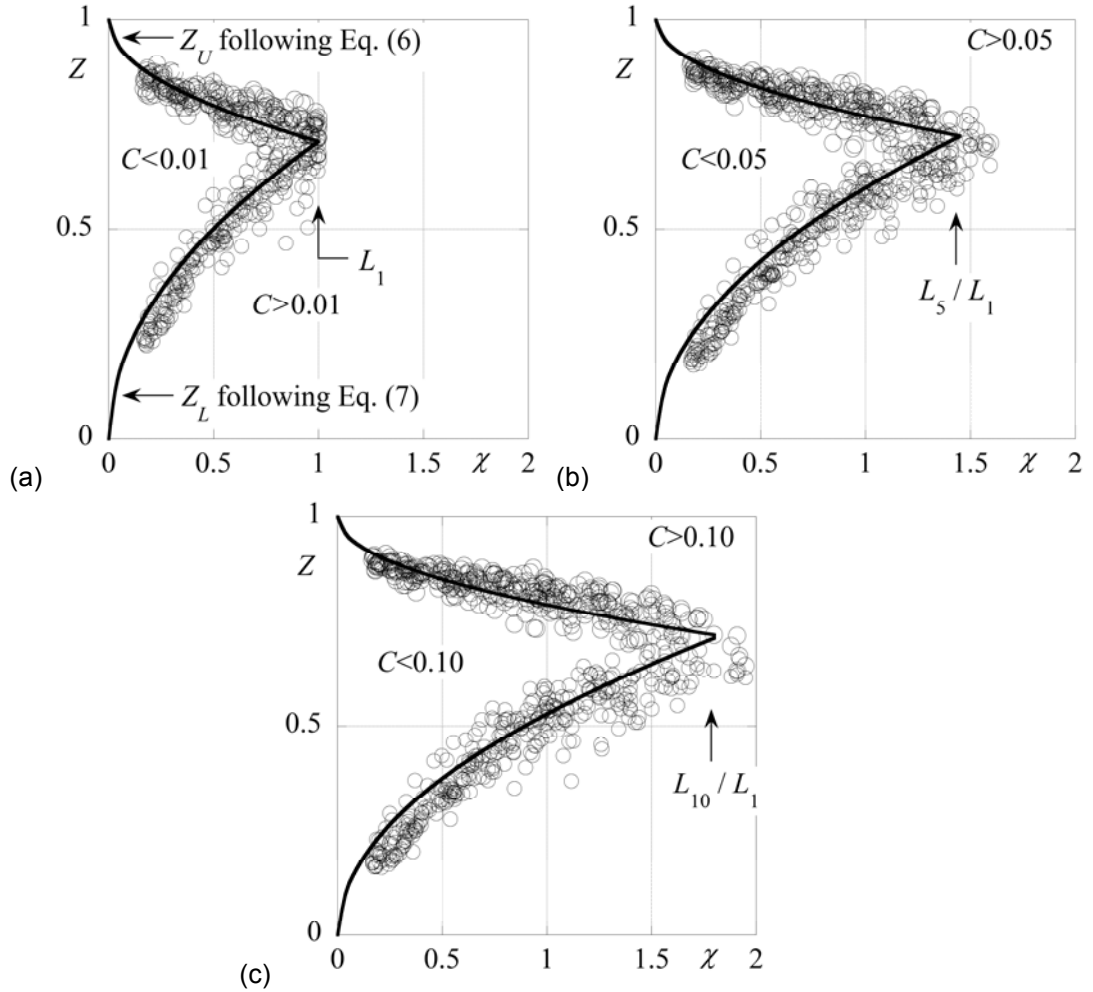 1
Z_U following Eq. (6)
Z
C<0.01
0.5
L_1
C>0.01
Z_L following Eq. (7)
0
0 0.5 1 1.5 χ 2
(a)
1
C>0.05
Z
C<0.05
0.5
L_5 / L_1
0
0 0.5 1 1.5 χ 2
(b)
1
C>0.10
Z
C<0.10
0.5
L_10 / L_1
0
0 0.5 1 1.5 χ 2
(c)